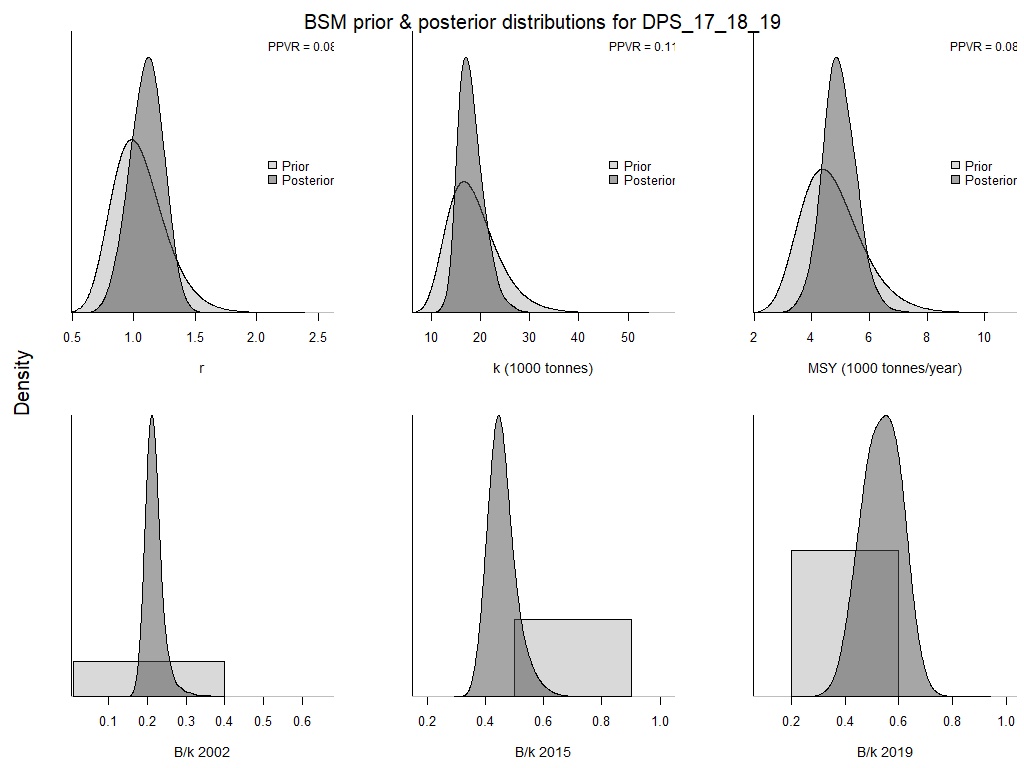 BSM prior & posterior distributions for DPS_17_18_19
PPVR = 0.08
PPVR = 0.11
PPVR = 0.08
Prior
Posterior
Prior
Posterior
Prior
Posterior
0.5 1.0 1.5 2.0 2.5
10 20 30 40 50
2 4 6 8 10
r
k (1000 tonnes)
MSY (1000 tonnes/year)
Density
0.1 0.2 0.3 0.4 0.5 0.6
0.2 0.4 0.6 0.8 1.0
0.2 0.4 0.6 0.8 1.0
B/k 2002
B/k 2015
B/k 2019